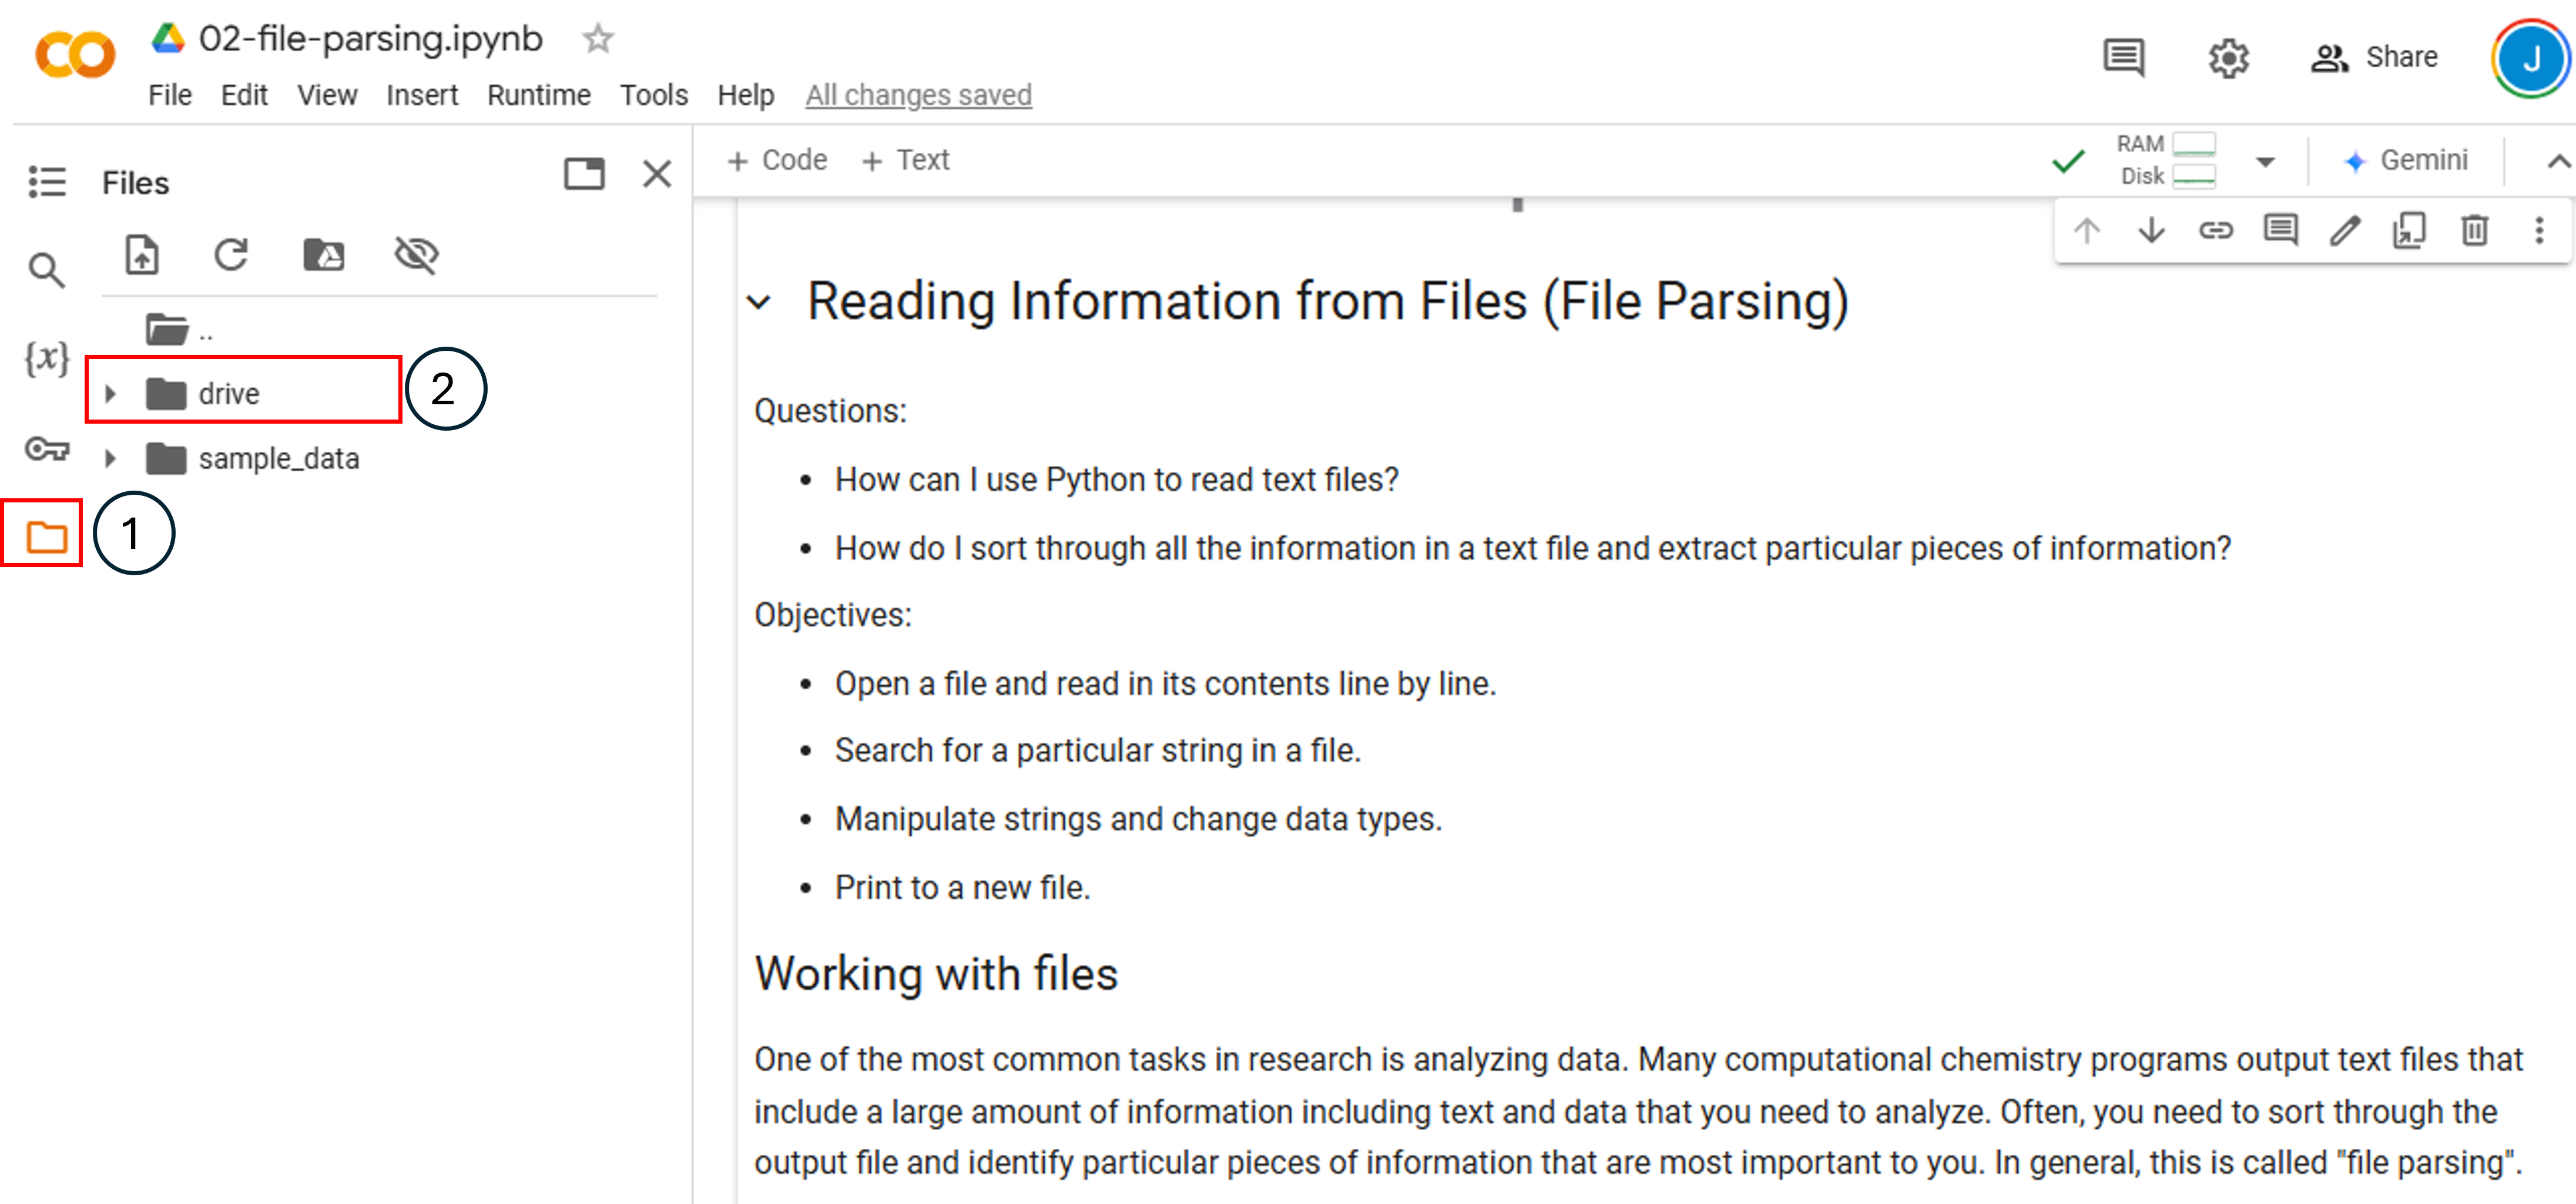 02-file-parsing.ipynb
File Edit View Insert Runtime Tools Help All changes saved
Share
J
Files
+ Code + Text
RAM
Disk
Gemini
..
{x}
drive
2
sample_data
1
Reading Information from Files (File Parsing)
Questions:
• How can I use Python to read text files?
• How do I sort through all the information in a text file and extract particular pieces of information?
Objectives:
• Open a file and read in its contents line by line.
• Search for a particular string in a file.
• Manipulate strings and change data types.
• Print to a new file.
Working with files
One of the most common tasks in research is analyzing data. Many computational chemistry programs output text files that
include a large amount of information including text and data that you need to analyze. Often, you need to sort through the
output file and identify particular pieces of information that are most important to you. In general, this is called "file parsing".